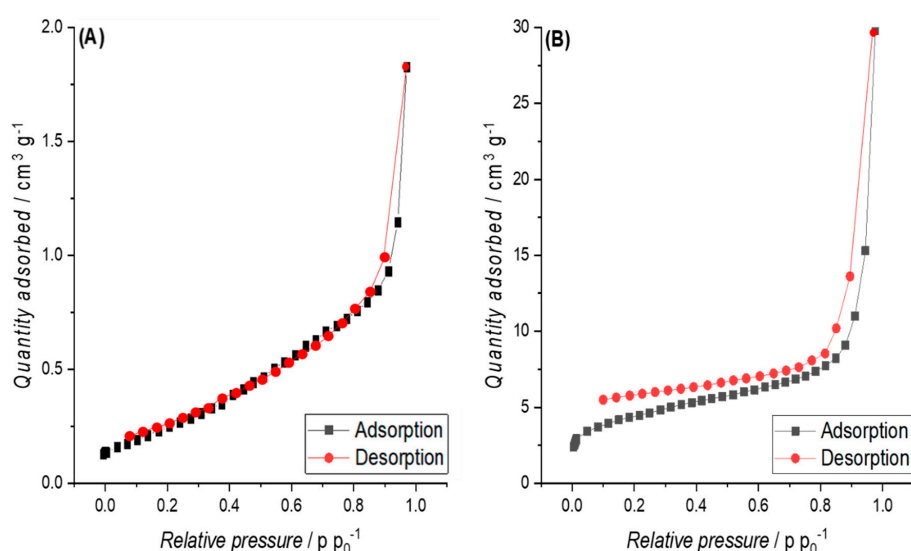 (A)
Quantity adsorbed / cm³ g⁻¹
2.0
1.5
1.0
0.5
0.0
0.0 0.2 0.4 0.6 0.8 1.0
Relative pressure / p p₀⁻¹
Adsorption
Desorption
(B)
Quantity adsorbed / cm³ g⁻¹
30
25
20
15
10
5
0
0.0 0.2 0.4 0.6 0.8 1.0
Relative pressure / p p₀⁻¹
Adsorption
Desorption